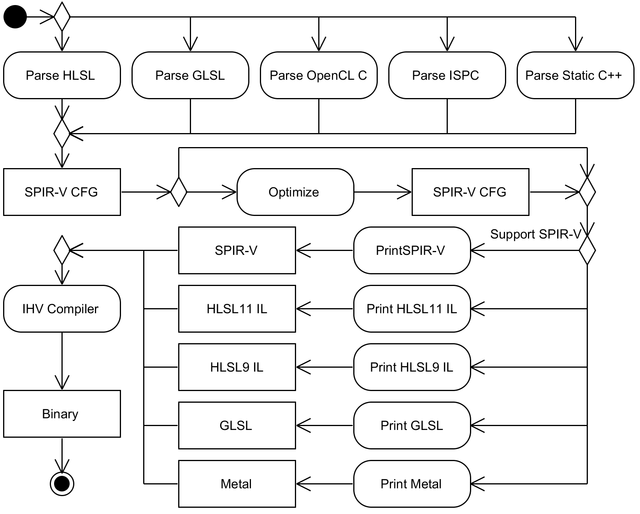 Parse HLSL
Parse GLSL
Parse OpenCL C
Parse ISPC
Parse Static C++
SPIR-V CFG
Optimize
SPIR-V CFG
Support SPIR-V
SPIR-V
PrintSPIR-V
IHV Compiler
HLSL11 IL
Print HLSL11 IL
HLSL9 IL
Print HLSL9 IL
Binary
GLSL
Print GLSL
Metal
Print Metal